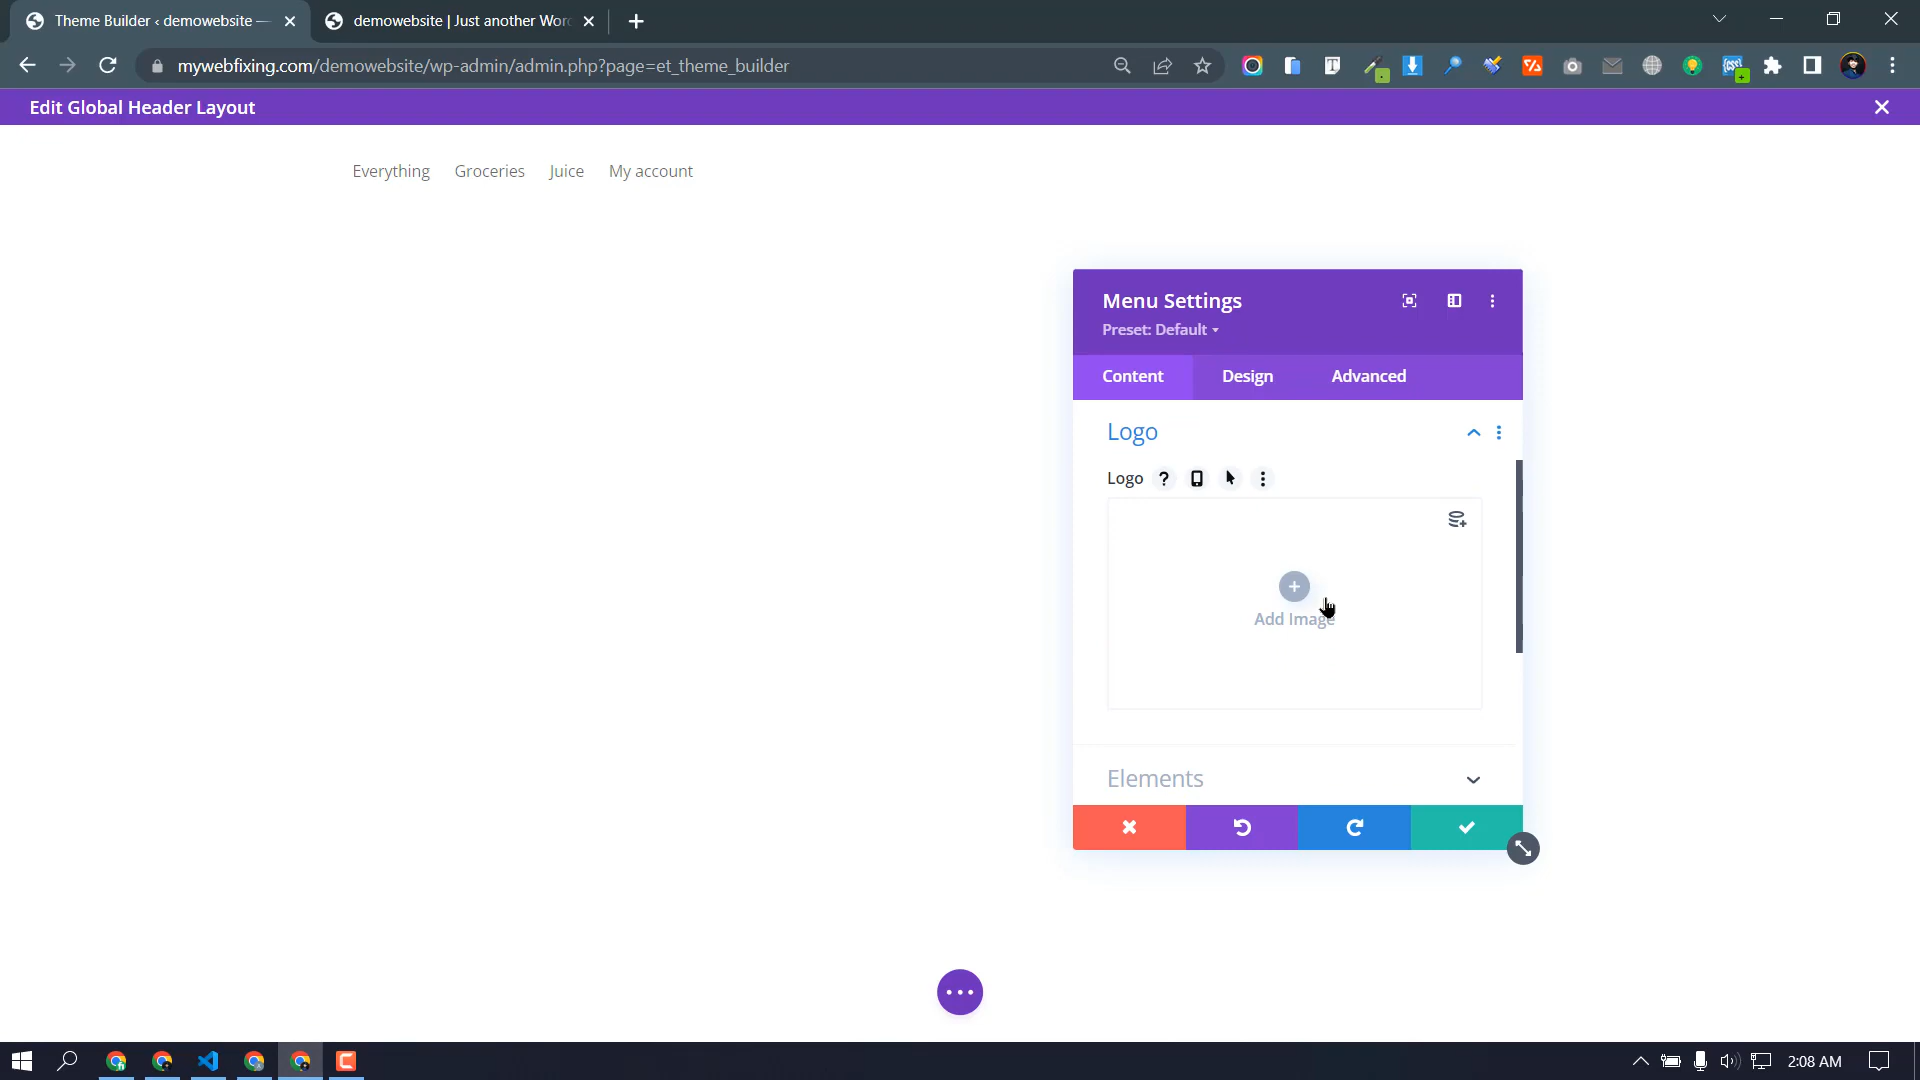 Theme Builder ‹ demowebsite —
demowebsite | Just another Wor
mywebfixing.com/demowebsite/wp-admin/admin.php?page=et_theme_builder
Edit Global Header Layout
Everything Groceries Juice My account
Menu Settings
Preset: Default
Content Design Advanced
Logo
Logo
Add Image
Elements
2:08 AM